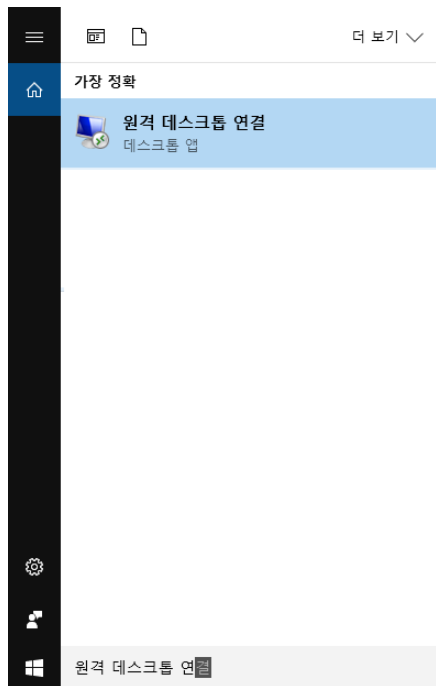 더 보기
가장 정확
원격 데스크톱 연결
데스크톱 앱
원격 데스크톱 연결